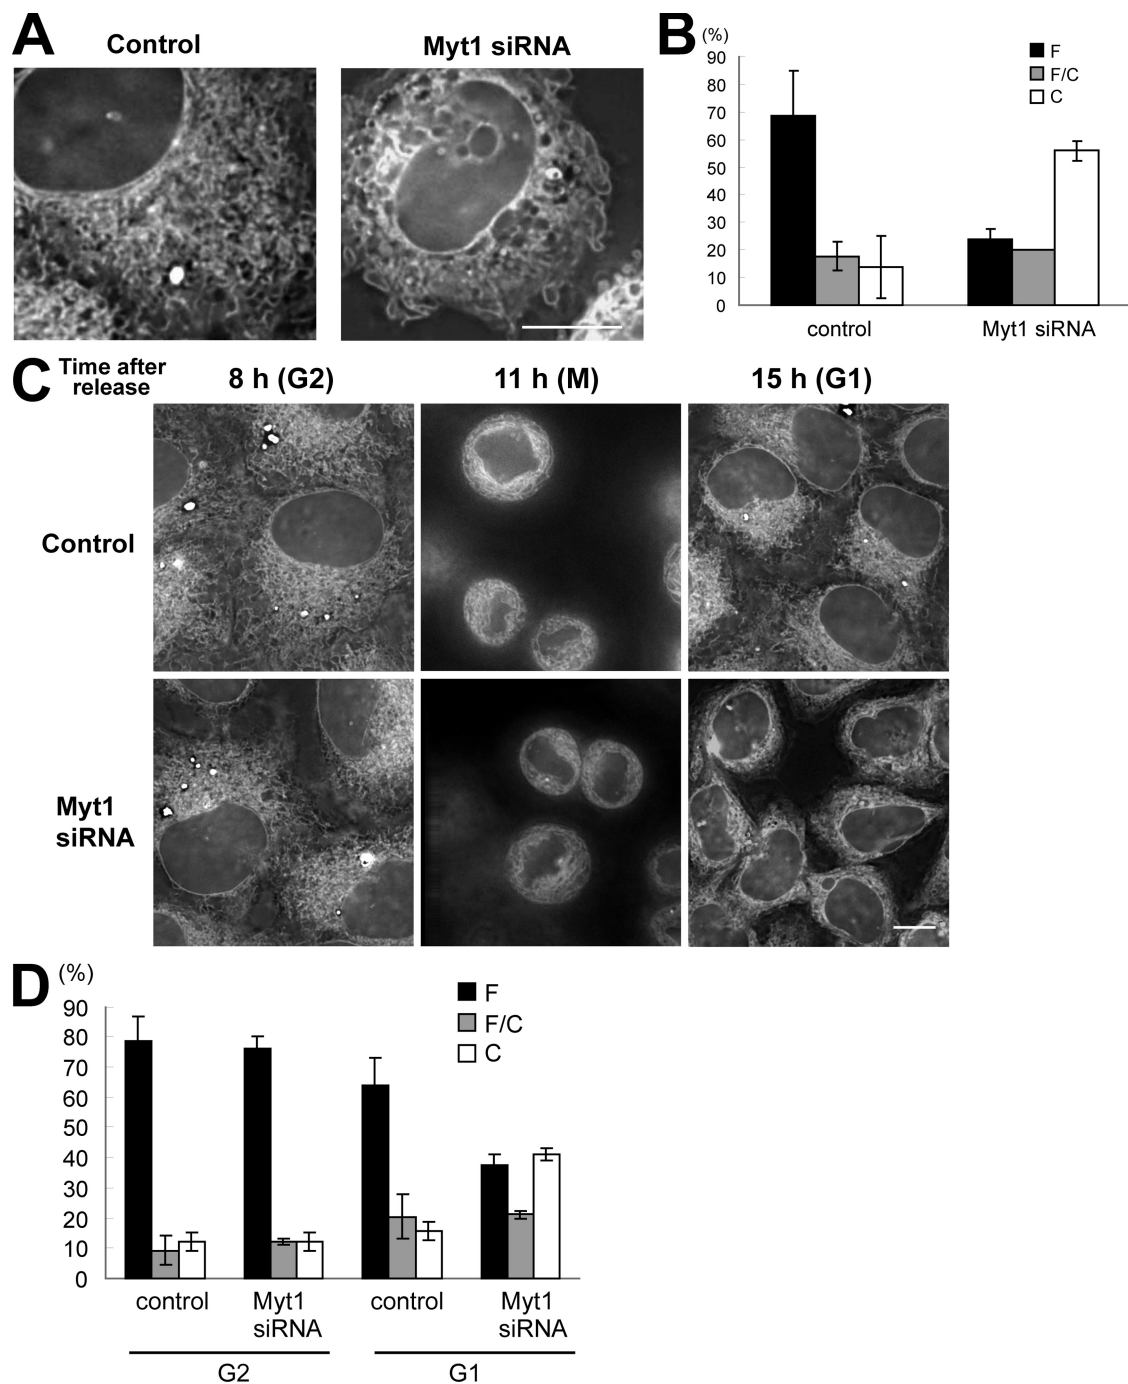 A
Control
Myt1 siRNA
B
(%)
90
80
70
60
50
40
30
20
10
0
F
F/C
C
control
Myt1 siRNA
C
Time after
release
8 h (G2)
11 h (M)
15 h (G1)
Control
Myt1
siRNA
D
(%)
90
80
70
60
50
40
30
20
10
0
F
F/C
C
control
Myt1
siRNA
control
Myt1
siRNA
G2
G1